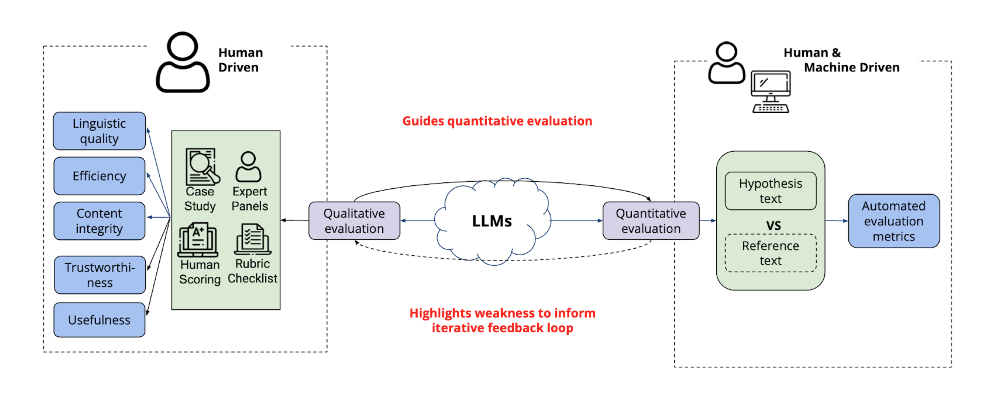 Human
Driven
Human &
Machine Driven
Guides quantitative evaluation
Linguistic
quality
Efficiency
Content
integrity
Trustworthi-
ness
Usefulness
Case
Study
Expert
Panels
A+
Human
Scoring
Rubric
Checklist
Qualitative
evaluation
LLMs
Quantitative
evaluation
Hypothesis
text
VS
Reference
text
Automated
evaluation
metrics
Highlights weakness to inform
iterative feedback loop